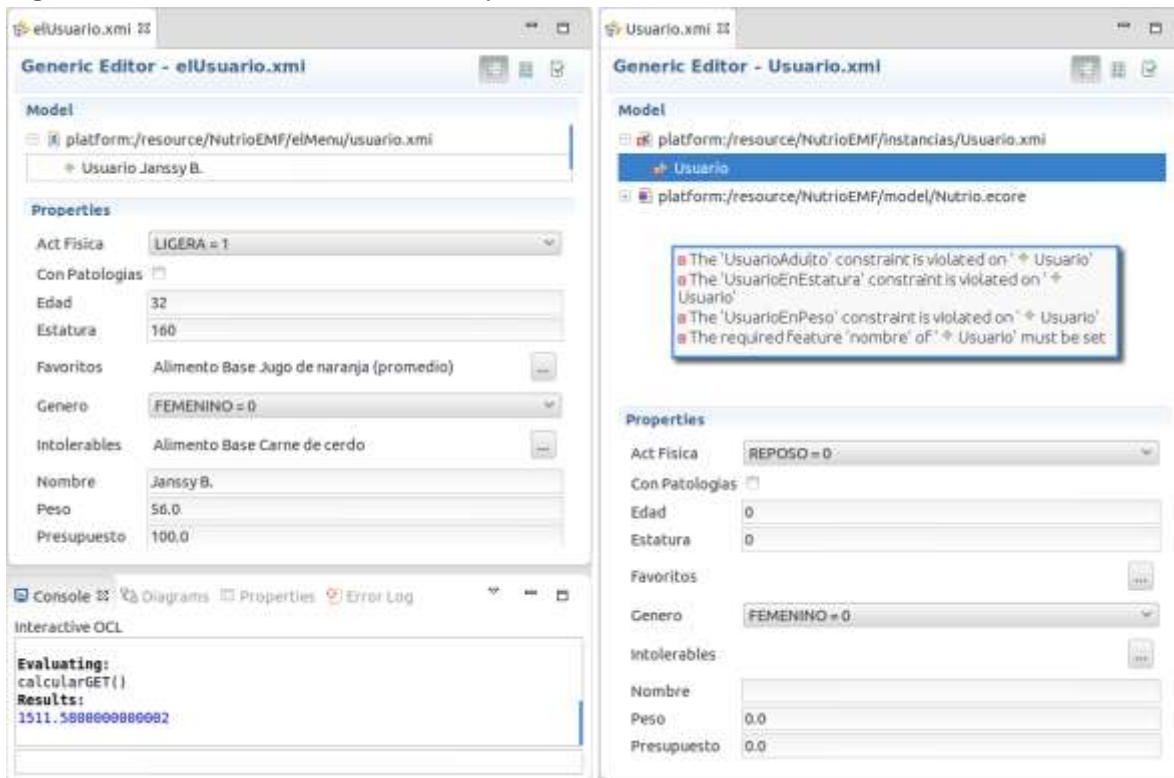 elUsuario.xmi
Generic Editor - elUsuario.xmi
Model
platform:/resource/NutrioEMF/elMenu/usuario.xmi
Usuario Janssy B.
Properties
Act Fisica LIGERA = 1
Con Patologias
Edad 32
Estatura 160
Favoritos Alimento Base Jugo de naranja (promedio) ...
Genero FEMENINO = 0
Intolerables Alimento Base Carne de cerdo ...
Nombre Janssy B.
Peso 56.0
Presupuesto 100.0
Console Diagrams Properties Error Log
Interactive OCL
Evaluating:
calcularGET()
Results:
1511.5800000000002
Usuario.xmi
Generic Editor - Usuario.xmi
Model
platform:/resource/NutrioEMF/instancias/Usuario.xmi
Usuario
platform:/resource/NutrioEMF/model/Nutrio.ecore
The 'UsuarioAdulto' constraint is violated on ' Usuario'
The 'UsuarioEnEstatura' constraint is violated on '
Usuario'
The 'UsuarioEnPeso' constraint is violated on ' Usuario'
The required feature 'nombre' of ' Usuario' must be set
Properties
Act Fisica REPOSO = 0
Con Patologias
Edad 0
Estatura 0
Favoritos ...
Genero FEMENINO = 0
Intolerables ...
Nombre
Peso 0.0
Presupuesto 0.0